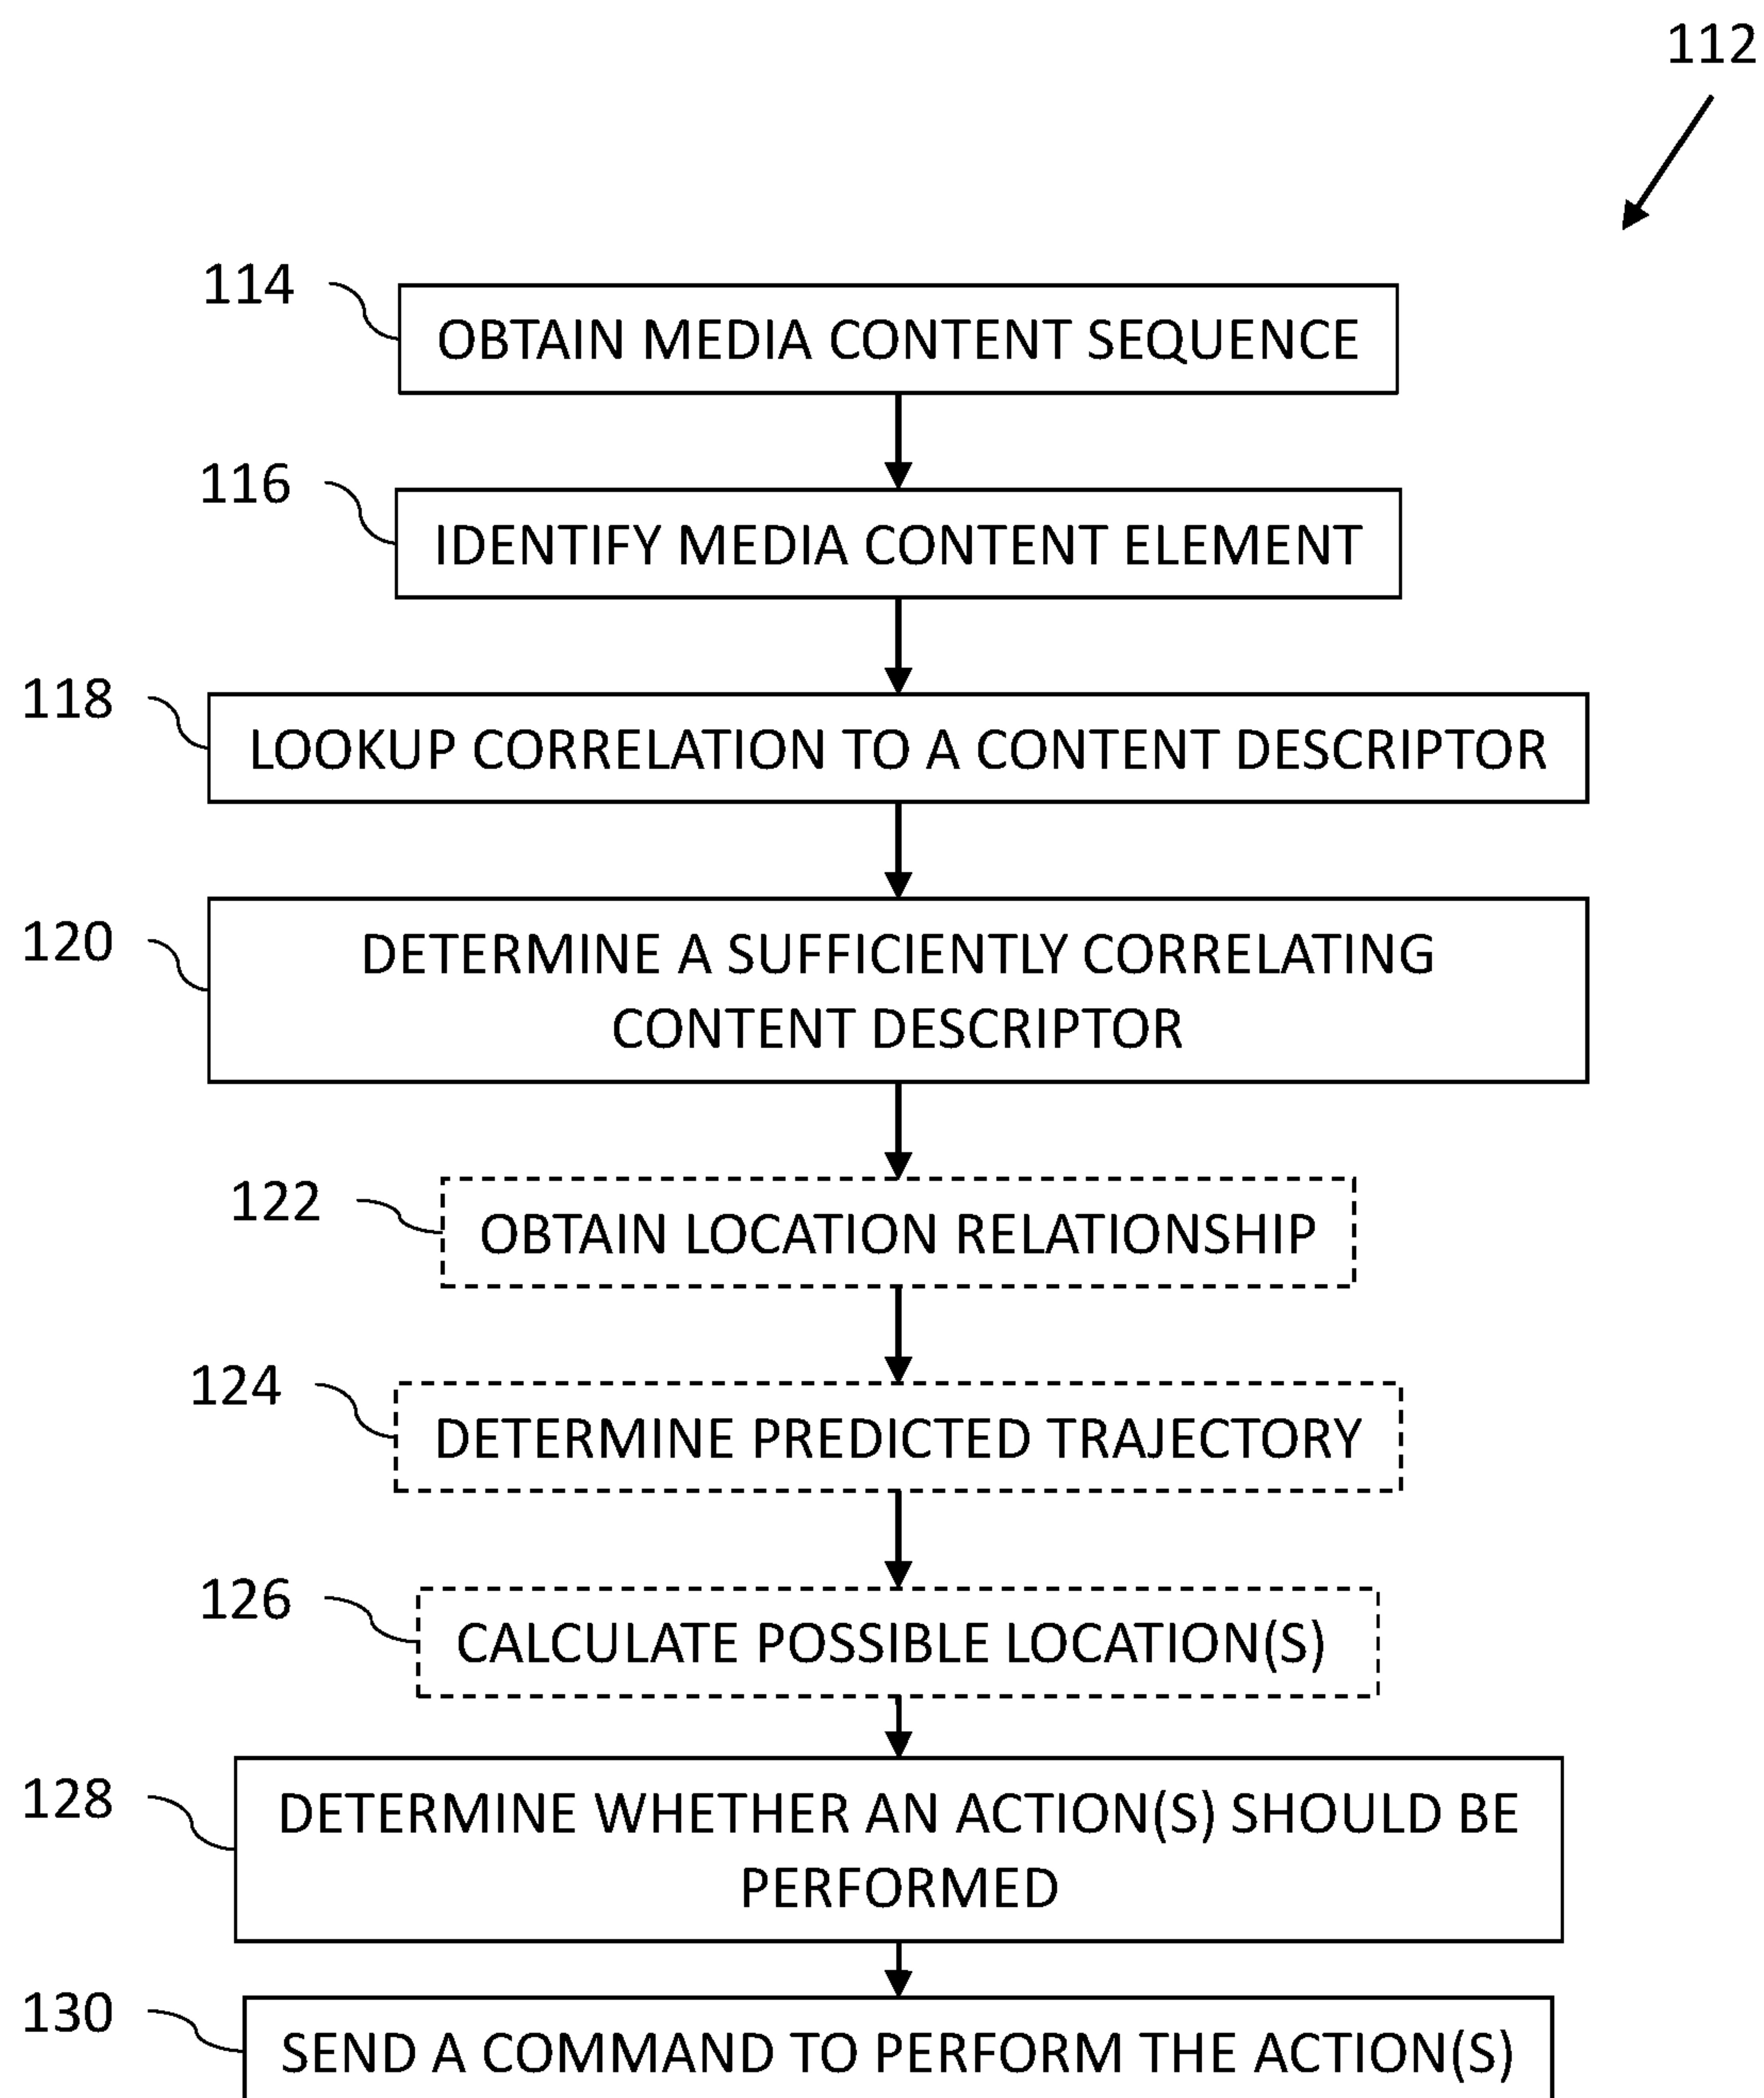 112
114
OBTAIN MEDIA CONTENT SEQUENCE
116
IDENTIFY MEDIA CONTENT ELEMENT
118
LOOKUP CORRELATION TO A CONTENT DESCRIPTOR
120
DETERMINE A SUFFICIENTLY CORRELATING
CONTENT DESCRIPTOR
122
OBTAIN LOCATION RELATIONSHIP
124
DETERMINE PREDICTED TRAJECTORY
126
CALCULATE POSSIBLE LOCATION(S)
128
DETERMINE WHETHER AN ACTION(S) SHOULD BE
PERFORMED
130
SEND A COMMAND TO PERFORM THE ACTION(S)